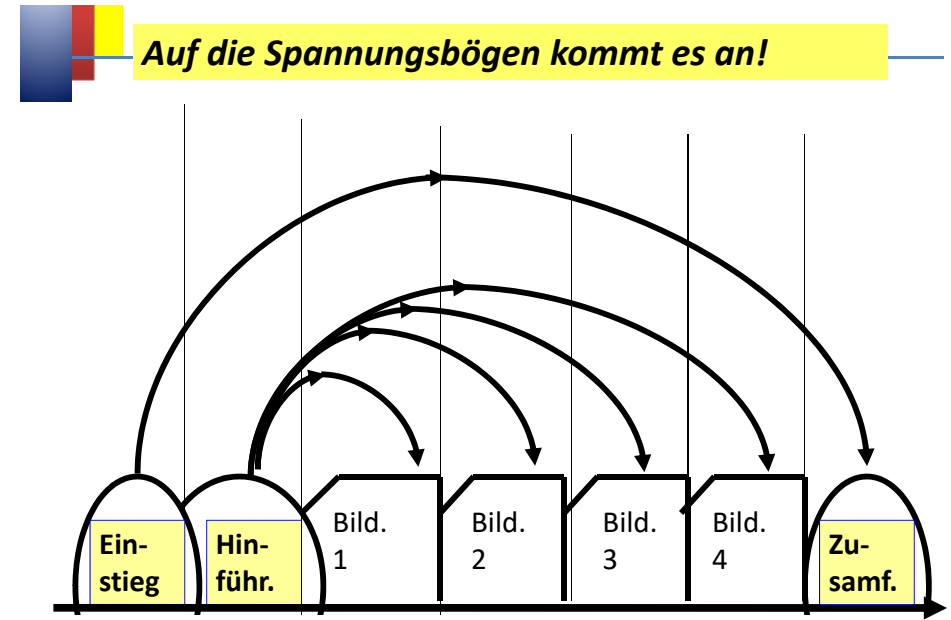 Auf die Spannungsbögen kommt es an!
Ein-
stieg
Hin-
führ.
Bild.
1
Bild.
2
Bild.
3
Bild.
4
Zu-
samf.